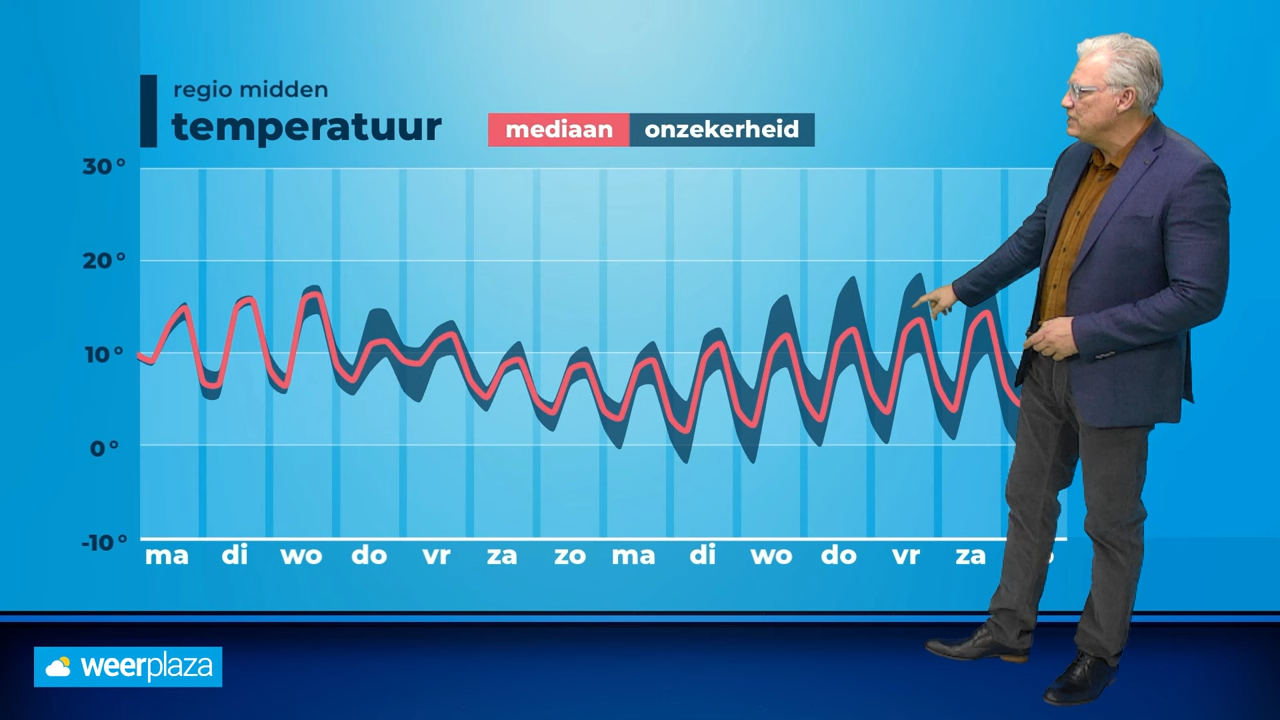 regio midden
temperatuur
mediaan onzekerheid
30°
20°
10°
0°
-10°
ma di wo do vr za zo ma di wo do vr za
weerplaza